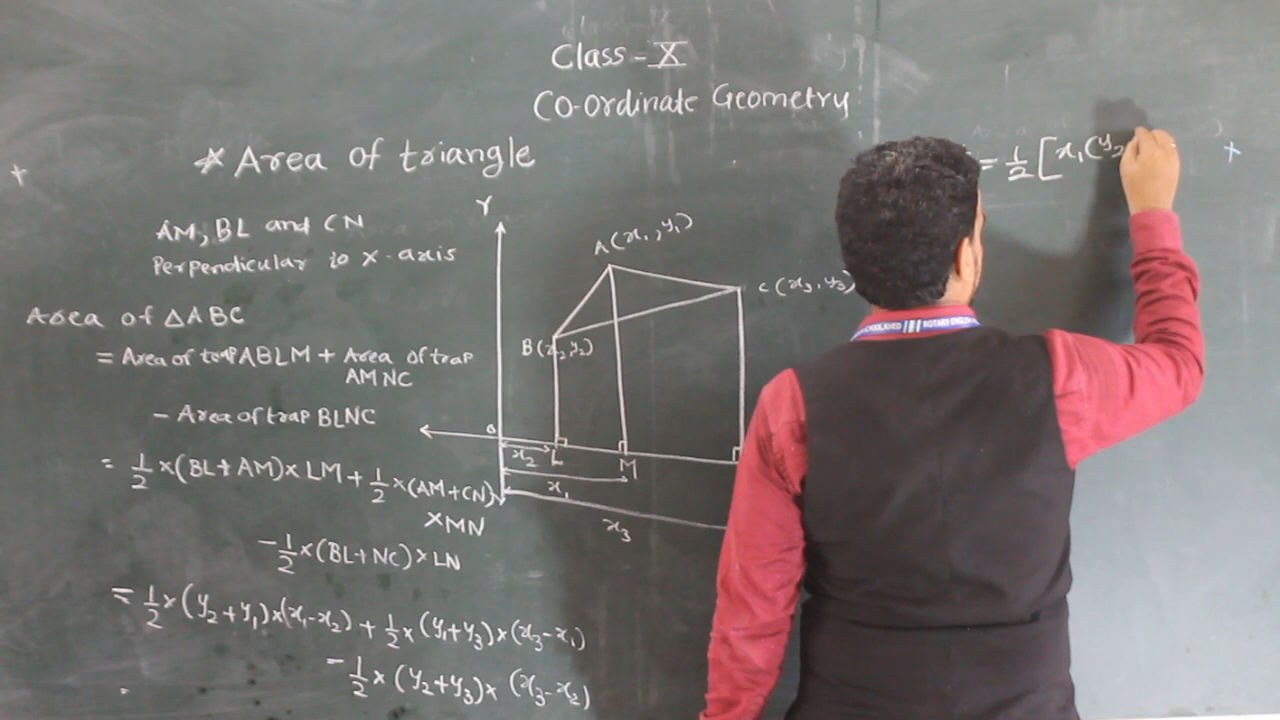 Class - X
Co-ordinate Geometry
* Area of triangle
AM, BL and CN
Perpendicular to x-axis
Area of ΔABC
= Area of trap ABLM + Area of trap
AMNC
- Area of trap BLNC
= 1/2 × (BL+AM) × LM + 1/2 × (AM+CN)
× MN
- 1/2 × (BL+NC) × LN
= 1/2 × (y₂+y₁) × (x₁-x₂) + 1/2 × (y₁+y₃) × (x₃-x₁)
- 1/2 × (y₂+y₃) × (x₃-x₂)
Y
A(x₁, y₁)
C(x₃, y₃)
B(x₂, y₂)
0
x₂
L
M
x₁
x₃
= 1/2 [x₁(y₂
ROTARY ENGLISH